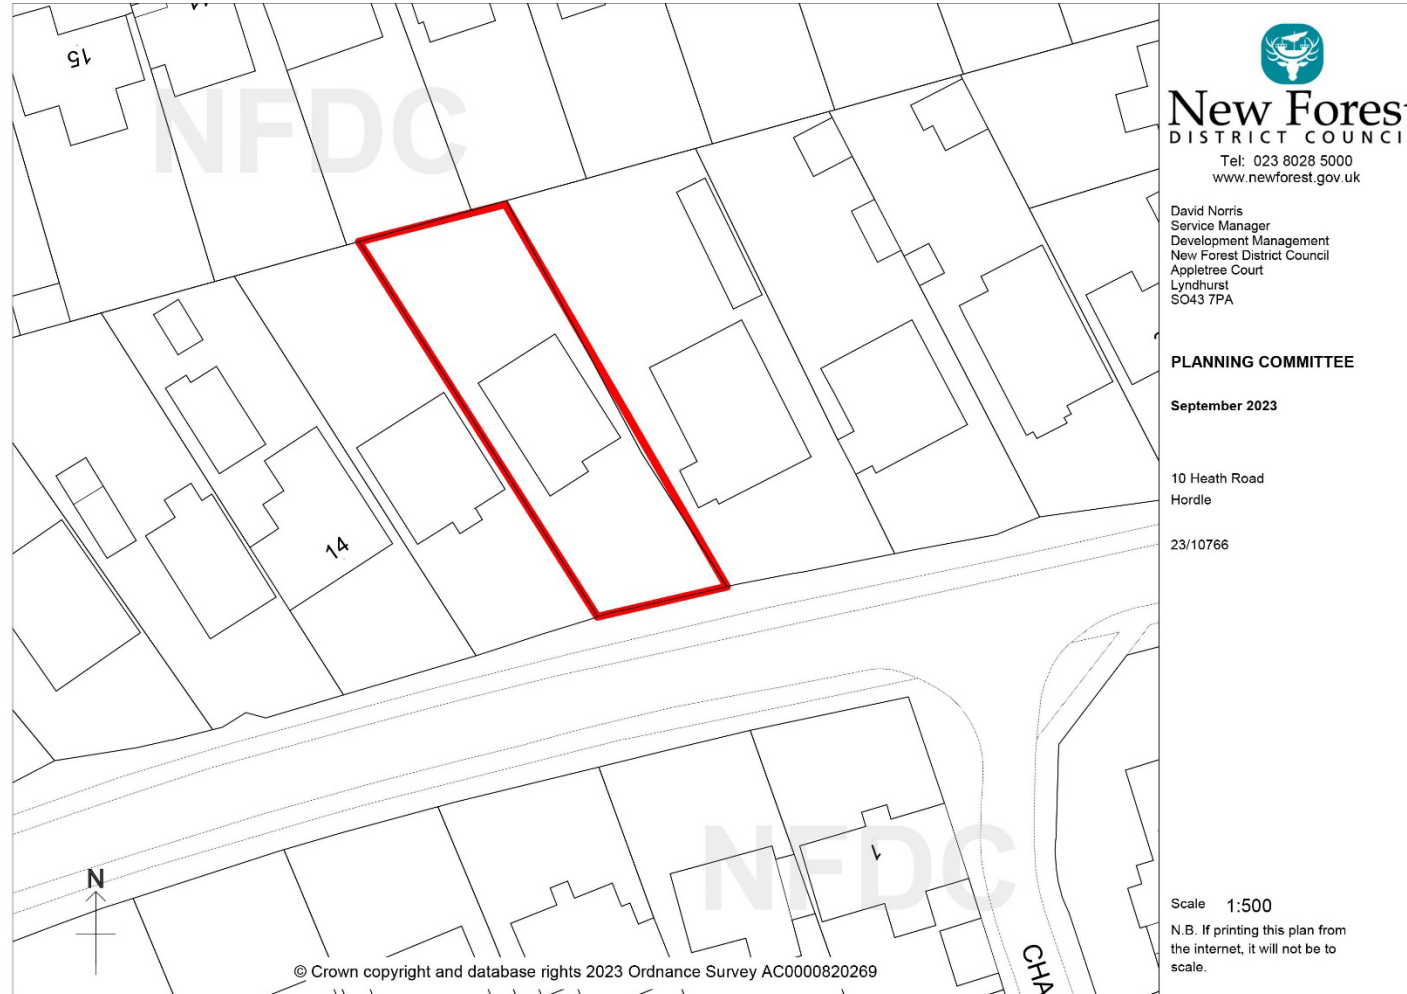 15
NFDC
14
NFDC
1
N
CHA
© Crown copyright and database rights 2023 Ordnance Survey AC0000820269
New Fores
DISTRICT COUNCI
Tel: 023 8028 5000
www.newforest.gov.uk
David Norris
Service Manager
Development Management
New Forest District Council
Appletree Court
Lyndhurst
SO43 7PA
PLANNING COMMITTEE
September 2023
10 Heath Road
Hordle
23/10766
Scale 1:500
N.B. If printing this plan from
the internet, it will not be to
scale.